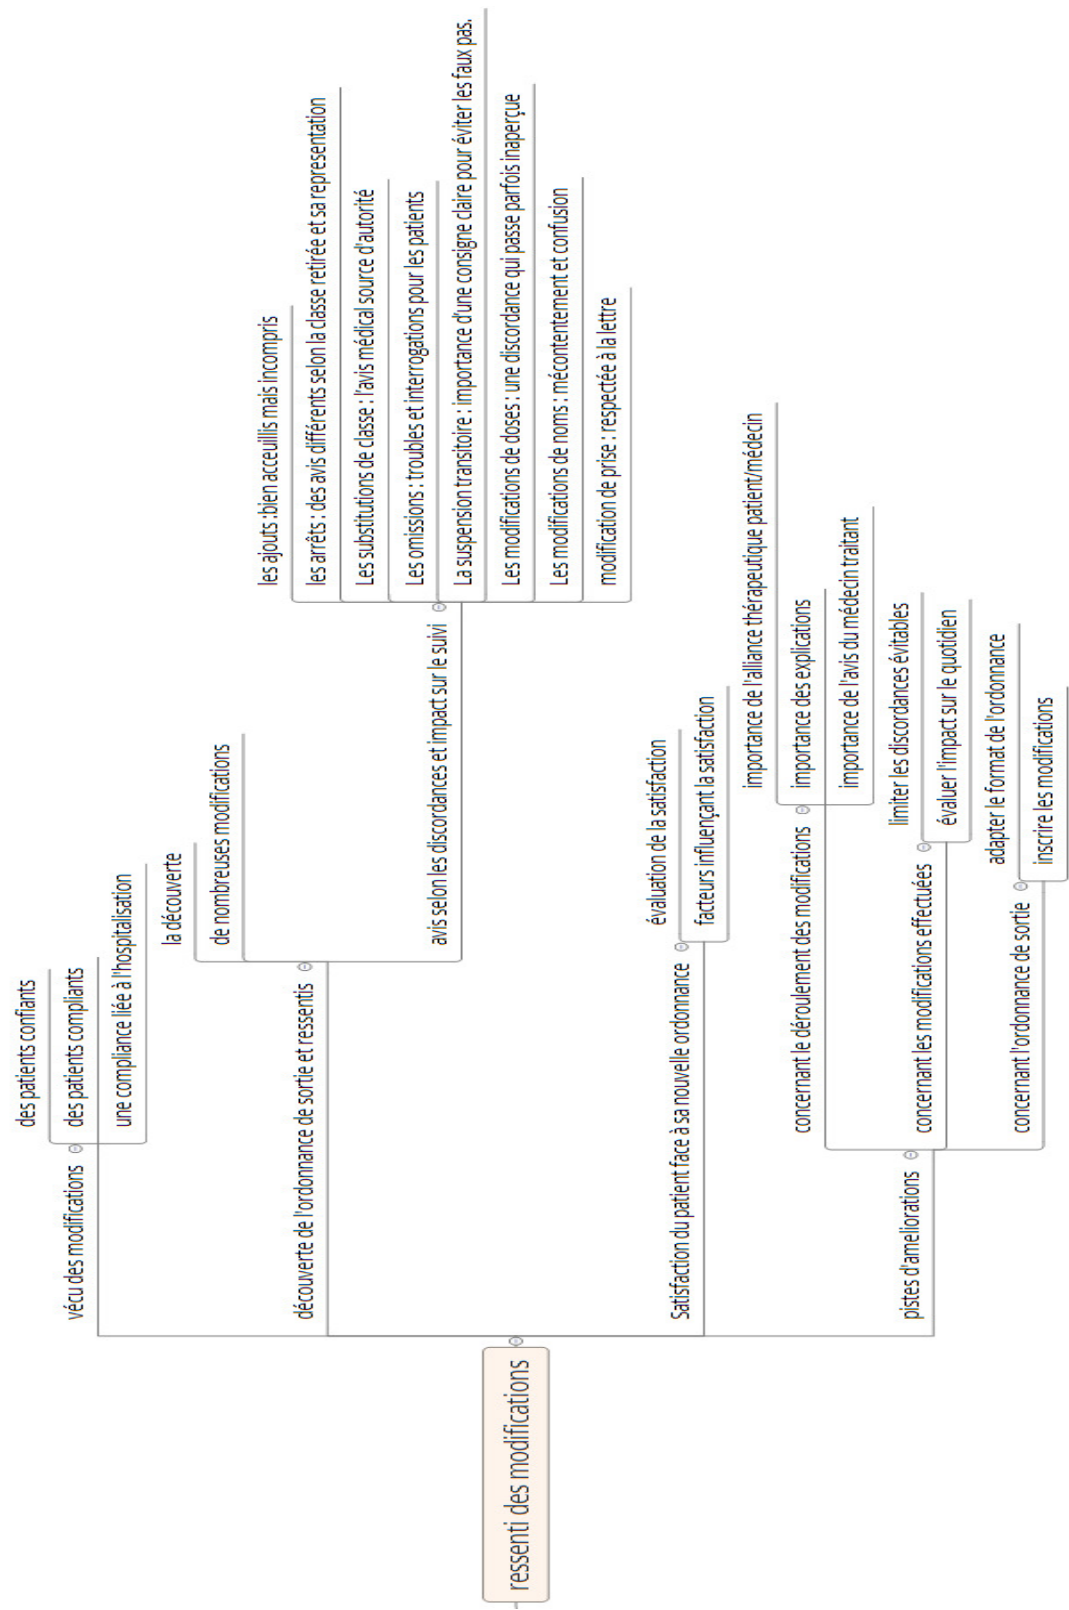 ressenti des modifications
vécu des modifications
des patients confiants
des patients compliants
une compliance liée à l'hospitalisation
découverte de l'ordonnance de sortie et ressentis
la découverte
de nombreuses modifications
avis selon les discordances et impact sur le suivi
les ajouts :bien acceuillis mais incompris
les arrêts : des avis différents selon la classe retirée et sa representation
Les substitutions de classe : l'avis médical source d'autorité
Les omissions : troubles et interrogations pour les patients
La suspension transitoire : importance d'une consigne claire pour éviter les faux pas.
Les modifications de doses : une discordance qui passe parfois inaperçue
Les modifications de noms : mécontentement et confusion
modification de prise : respectée à la lettre
Satisfaction du patient face à sa nouvelle ordonnance
évaluation de la satisfaction
facteurs influençant la satisfaction
pistes d'ameliorations
concernant le déroulement des modifications
importance de l'alliance thérapeutique patient/médecin
importance des explications
importance de l'avis du médecin traitant
concernant les modifications effectuées
limiter les discordances évitables
évaluer l'impact sur le quotidien
concernant l'ordonnance de sortie
adapter le format de l'ordonnance
inscrire les modifications